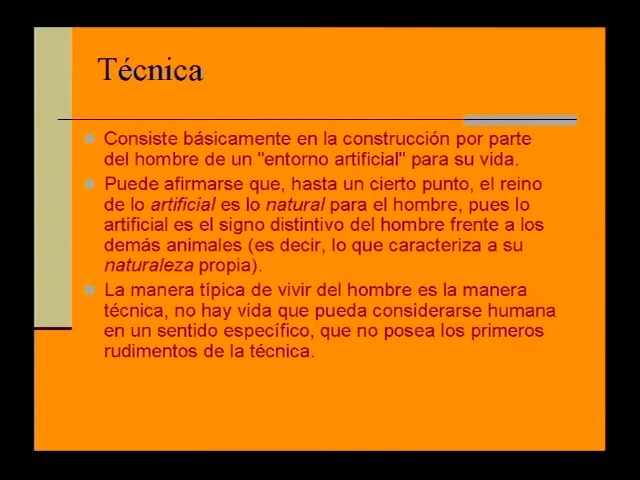 Técnica
Consiste básicamente en la construcción por parte
del hombre de un "entorno artificial" para su vida.
Puede afirmarse que, hasta un cierto punto, el reino
de lo artificial es lo natural para el hombre, pues lo
artificial es el signo distintivo del hombre frente a los
demás animales (es decir, lo que caracteriza a su
naturaleza propia).
La manera típica de vivir del hombre es la manera
técnica, no hay vida que pueda considerarse humana
en un sentido específico, que no posea los primeros
rudimentos de la técnica.